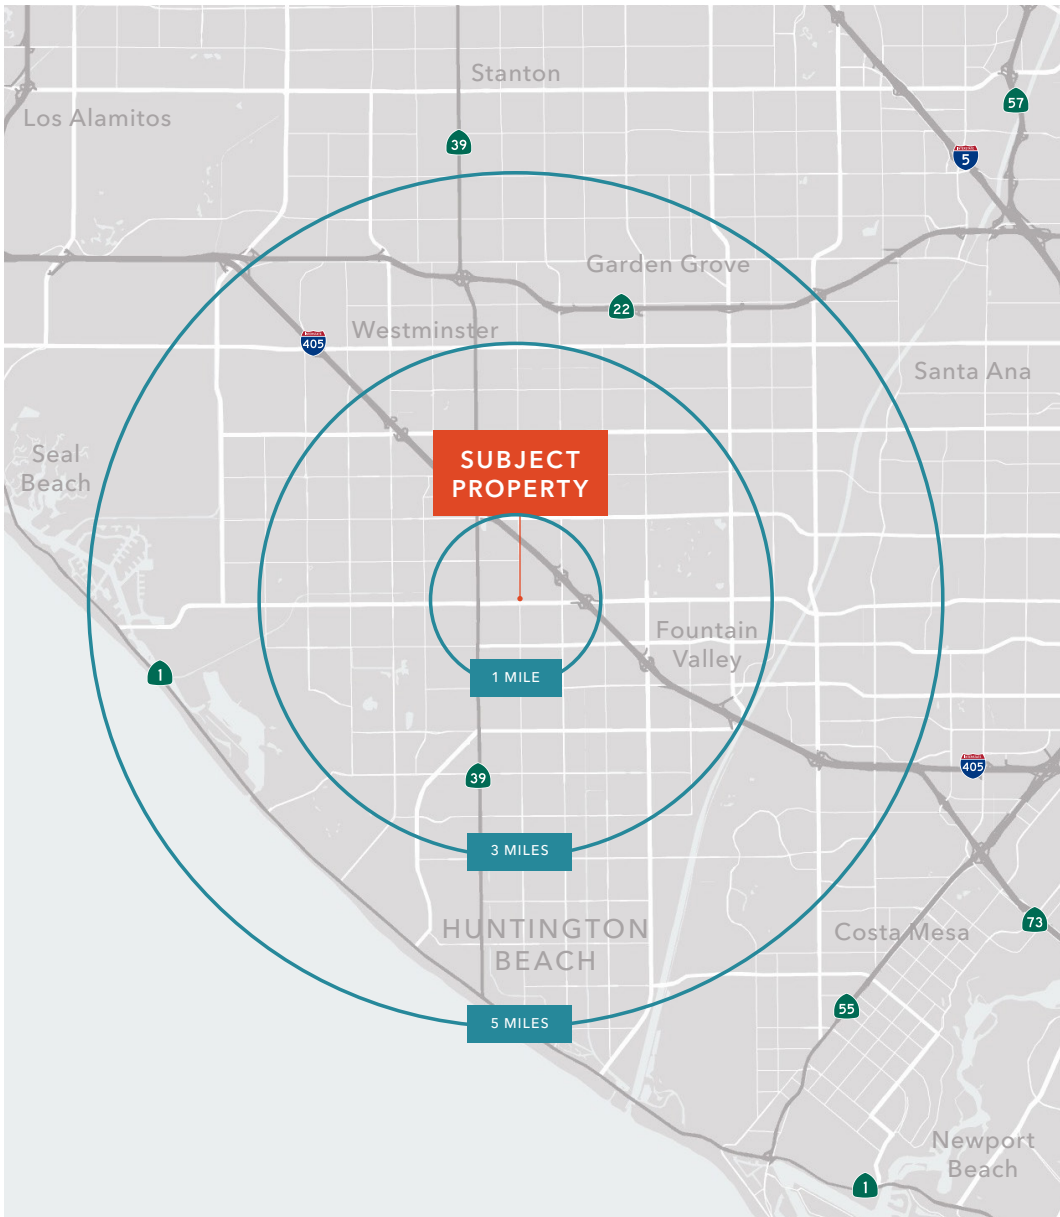 Stanton
57
Los Alamitos
39
5
Garden Grove
22
Westminster
405
Santa Ana
Seal
Beach
SUBJECT
PROPERTY
Fountain
Valley
1
1 MILE
405
39
3 MILES
HUNTINGTON
BEACH
Costa Mesa
73
55
5 MILES
Newport
Beach
1